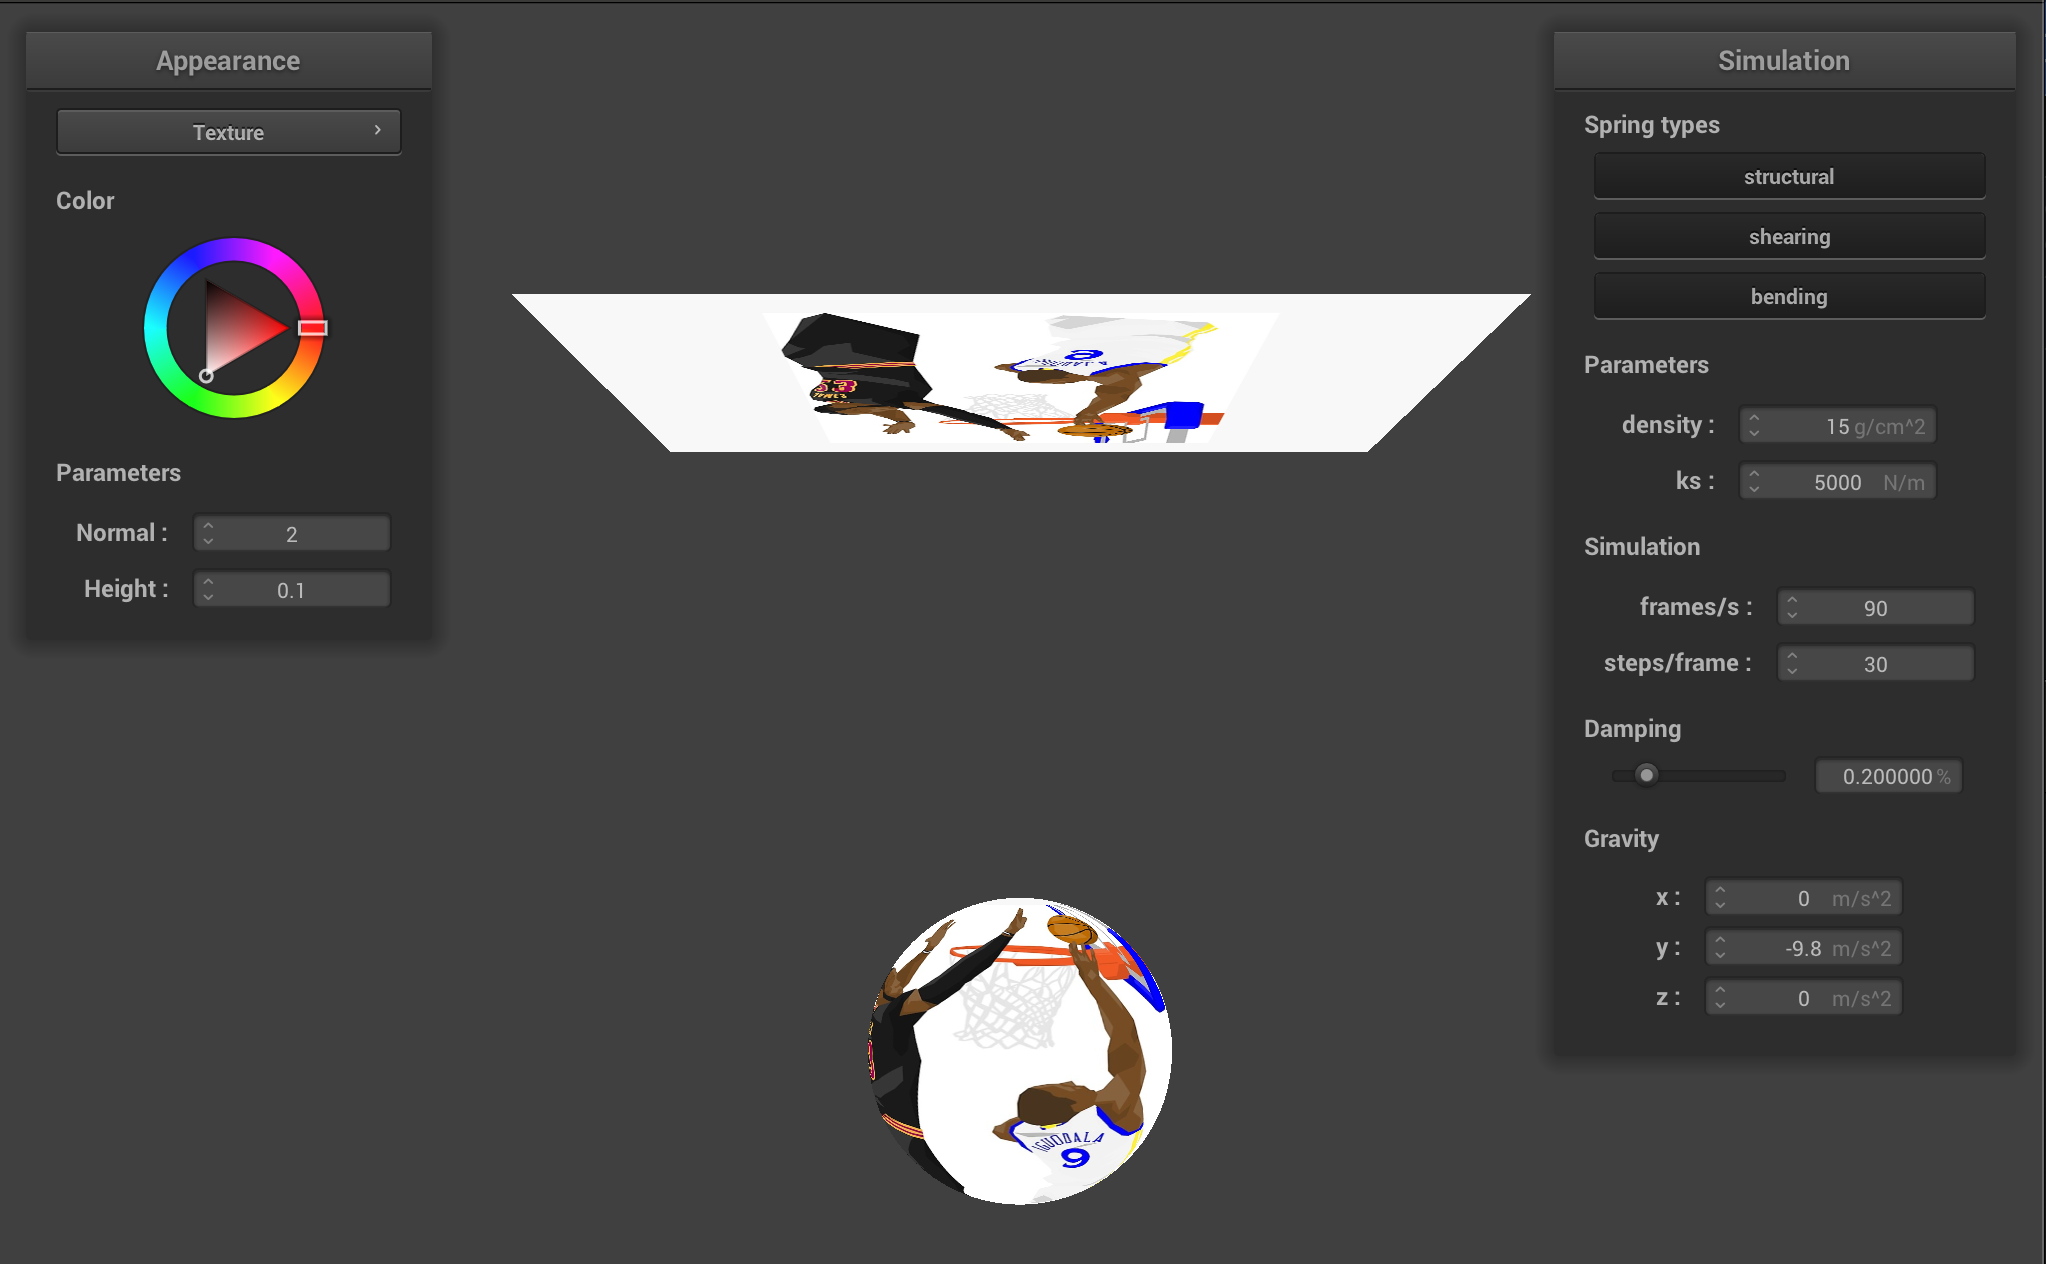 Appearance
Texture
Color
Parameters
Normal : 2
Height : 0.1
IGUODALA
9
Simulation
Spring types
structural
shearing
bending
Parameters
density : 15 g/cm^2
ks : 5000 N/m
Simulation
frames/s : 90
steps/frame : 30
Damping
0.200000 %
Gravity
x : 0 m/s^2
y : -9.8 m/s^2
z : 0 m/s^2